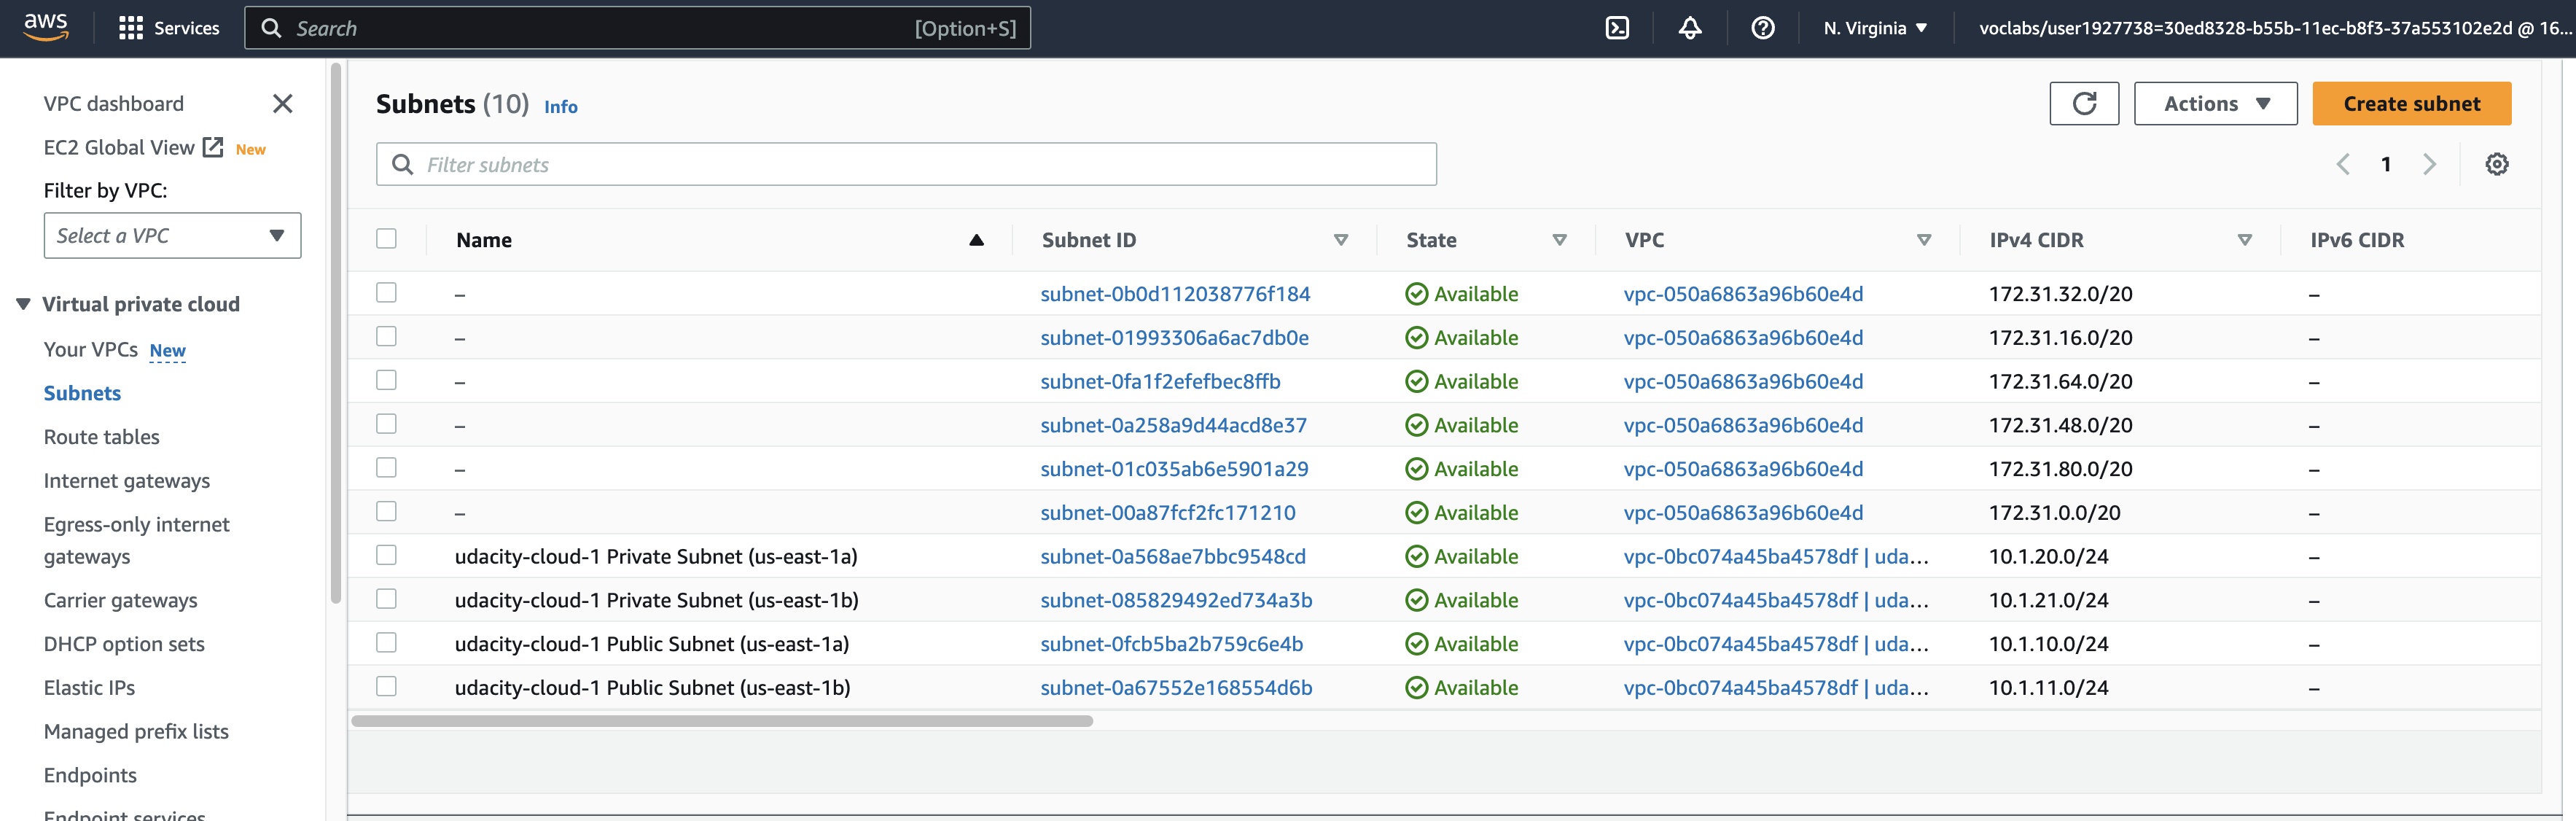 aws
Services
Search
[Option+S]
N. Virginia
voclabs/user1927738=30ed8328-b55b-11ec-b8f3-37a553102e2d @ 16...
VPC dashboard
EC2 Global View New
Filter by VPC:
Select a VPC
Virtual private cloud
Your VPCs New
Subnets
Route tables
Internet gateways
Egress-only internet
gateways
Carrier gateways
DHCP option sets
Elastic IPs
Managed prefix lists
Endpoints
Endpoint services
Subnets (10) Info
Actions
Create subnet
Filter subnets
1
Name Subnet ID State VPC IPv4 CIDR IPv6 CIDR
– subnet-0b0d112038776f184 Available vpc-050a6863a96b60e4d 172.31.32.0/20 –
– subnet-01993306a6ac7db0e Available vpc-050a6863a96b60e4d 172.31.16.0/20 –
– subnet-0fa1f2efefbec8ffb Available vpc-050a6863a96b60e4d 172.31.64.0/20 –
– subnet-0a258a9d44acd8e37 Available vpc-050a6863a96b60e4d 172.31.48.0/20 –
– subnet-01c035ab6e5901a29 Available vpc-050a6863a96b60e4d 172.31.80.0/20 –
– subnet-00a87fcf2fc171210 Available vpc-050a6863a96b60e4d 172.31.0.0/20 –
udacity-cloud-1 Private Subnet (us-east-1a) subnet-0a568ae7bbc9548cd Available vpc-0bc074a45ba4578df | uda... 10.1.20.0/24 –
udacity-cloud-1 Private Subnet (us-east-1b) subnet-085829492ed734a3b Available vpc-0bc074a45ba4578df | uda... 10.1.21.0/24 –
udacity-cloud-1 Public Subnet (us-east-1a) subnet-0fcb5ba2b759c6e4b Available vpc-0bc074a45ba4578df | uda... 10.1.10.0/24 –
udacity-cloud-1 Public Subnet (us-east-1b) subnet-0a67552e168554d6b Available vpc-0bc074a45ba4578df | uda... 10.1.11.0/24 –